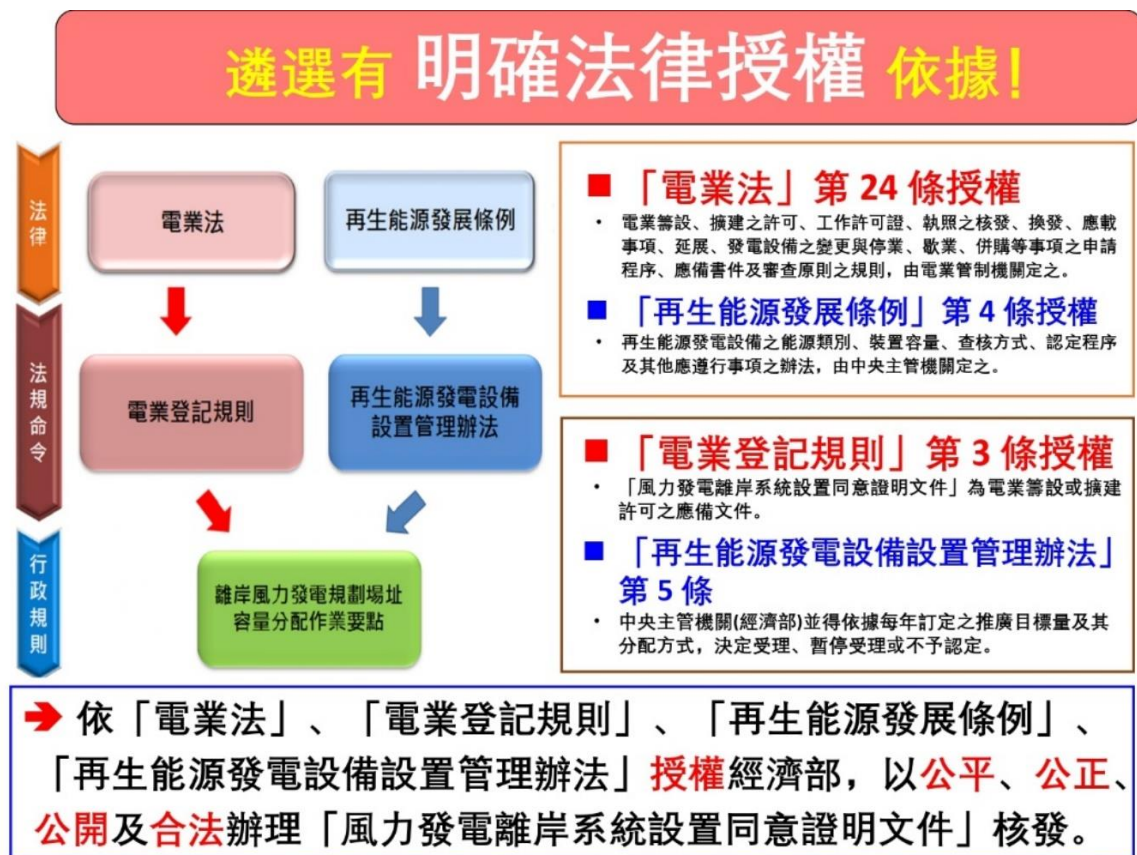 遴選有 明確法律授權 依據!
法律
電業法
再生能源發展條例
法規命令
電業登記規則
再生能源發電設備
設置管理辦法
行政規則
離岸風力發電規劃場址
容量分配作業要點
■ 「電業法」第 24 條授權
• 電業籌設、擴建之許可、工作許可證、執照之核發、換發、應載
事項、延展、發電設備之變更與停業、歇業、併購等事項之申請
程序、應備書件及審查原則之規則，由電業管制機關定之。
■ 「再生能源發展條例」第 4 條授權
• 再生能源發電設備之能源類別、裝置容量、查核方式、認定程序
及其他應遵行事項之辦法，由中央主管機關定之。
■ 「電業登記規則」第 3 條授權
• 「風力發電離岸系統設置同意證明文件」為電業籌設或擴建
許可之應備文件。
■ 「再生能源發電設備設置管理辦法」
第 5 條
• 中央主管機關(經濟部)並得依據每年訂定之推廣目標量及其
分配方式，決定受理、暫停受理或不予認定。
➔ 依「電業法」、「電業登記規則」、「再生能源發展條例」、
「再生能源發電設備設置管理辦法」授權經濟部，以公平、公正、
公開及合法辦理「風力發電離岸系統設置同意證明文件」核發。